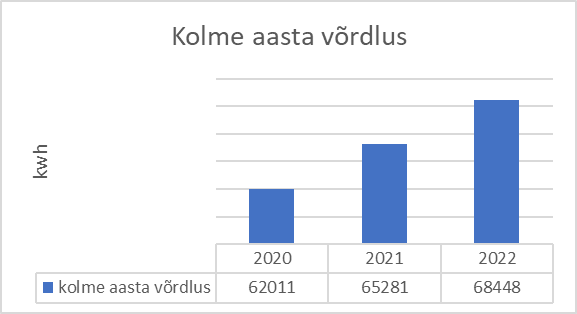 Kolme aasta võrdlus
kwh
2020 2021 2022
kolme aasta võrdlus 62011 65281 68448